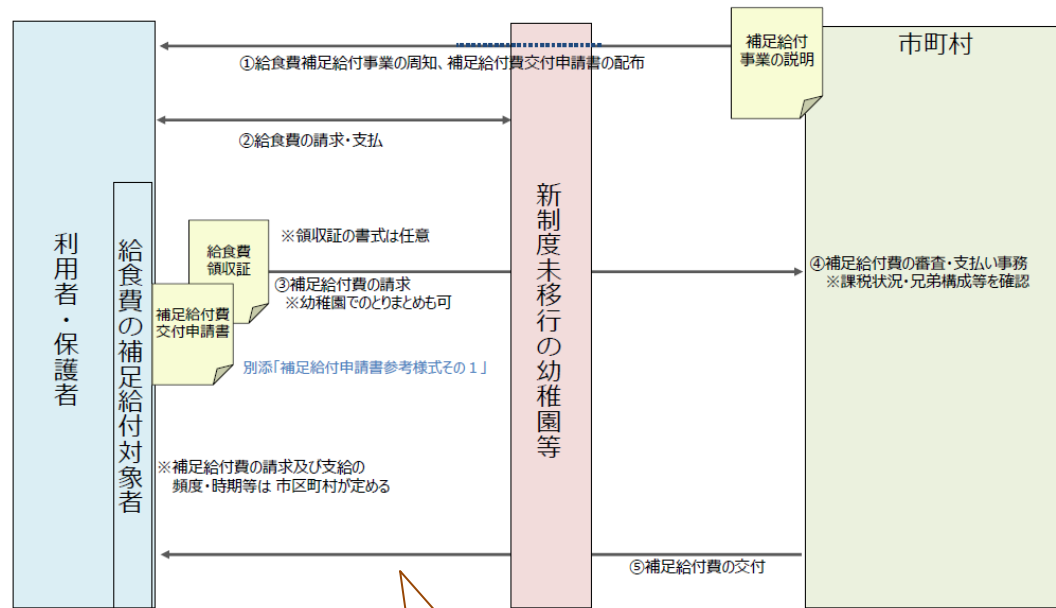 補足給付
事業の説明
市町村
①給食費補足給付事業の周知、補足給付費交付申請書の配布
②給食費の請求・支払
利用者・保護者
給食費の補足給付対象者
新制度未移行の幼稚園等
給食費
領収証
※領収証の書式は任意
③補足給付費の請求
※幼稚園でのとりまとめも可
④補足給付費の審査・支払い事務
※課税状況・兄弟構成等を確認
補足給付費
交付申請書
別添「補足給付申請書参考様式その１」
※補足給付費の請求及び支給の
頻度・時期等は 市区町村が定める
⑤補足給付費の交付